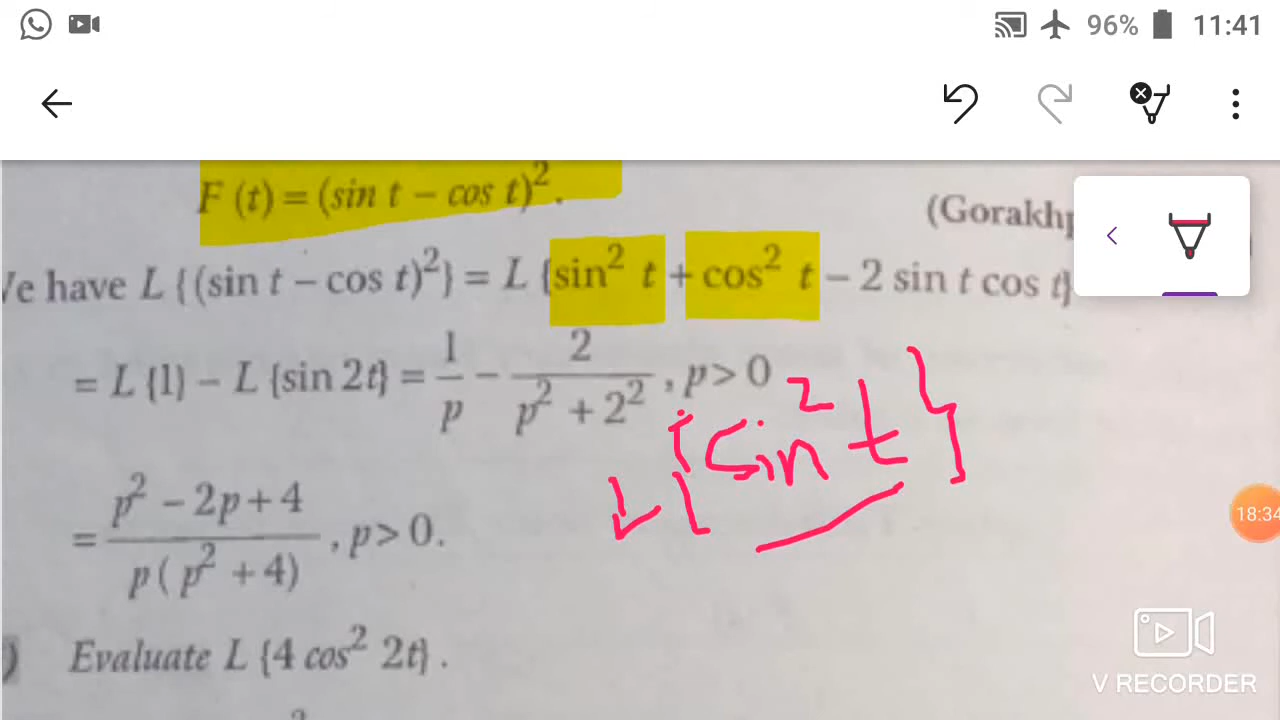 96% 11:41
F (t) = (sin t – cos t)².
We have L {(sin t – cos t)²} = L {sin² t + cos² t – 2 sin t cos t}
= L {1} – L {sin 2t} = 1/p – 2/(p² + 2²), p > 0
L{sin² t}
= (p² – 2p + 4)/(p (p² + 4)), p > 0.
18:34
) Evaluate L {4 cos² 2t}.
V RECORDER